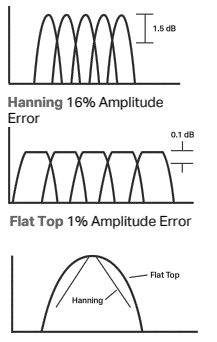 1.5 dB
Hanning 16% Amplitude
Error
0.1 dB
Flat Top 1% Amplitude Error
Flat Top
Hanning